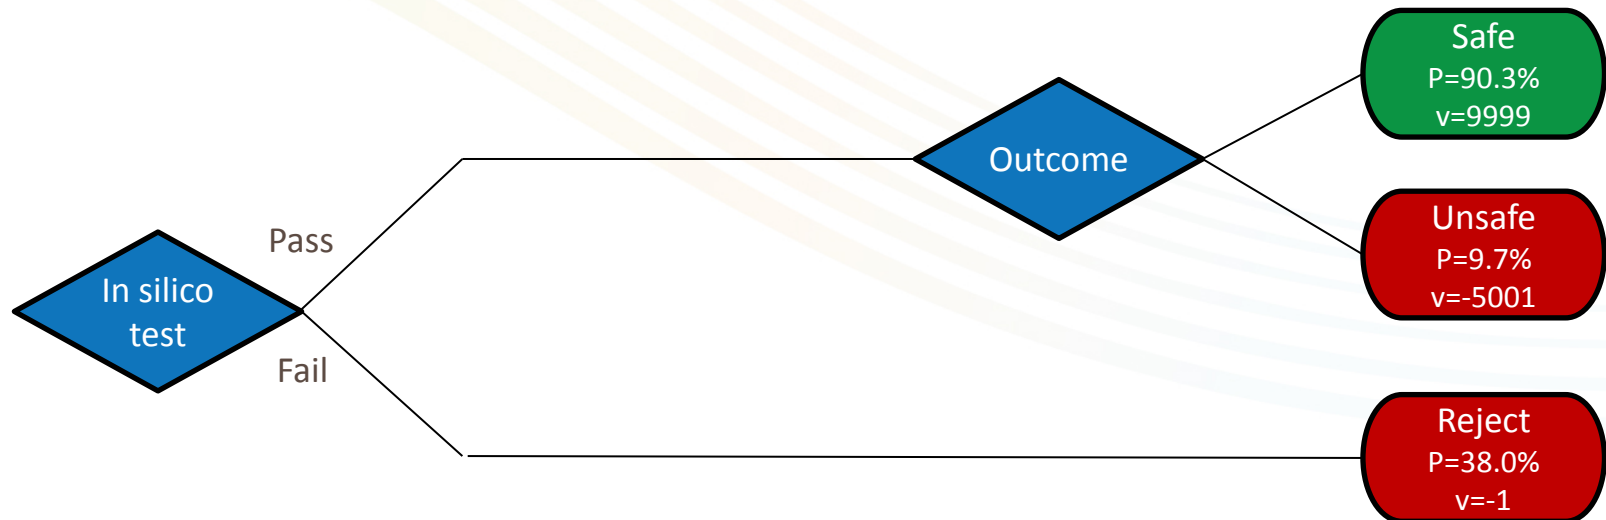 Safe
P=90.3%
v=9999
Outcome
Unsafe
P=9.7%
v=-5001
Pass
In silico
test
Fail
Reject
P=38.0%
v=-1